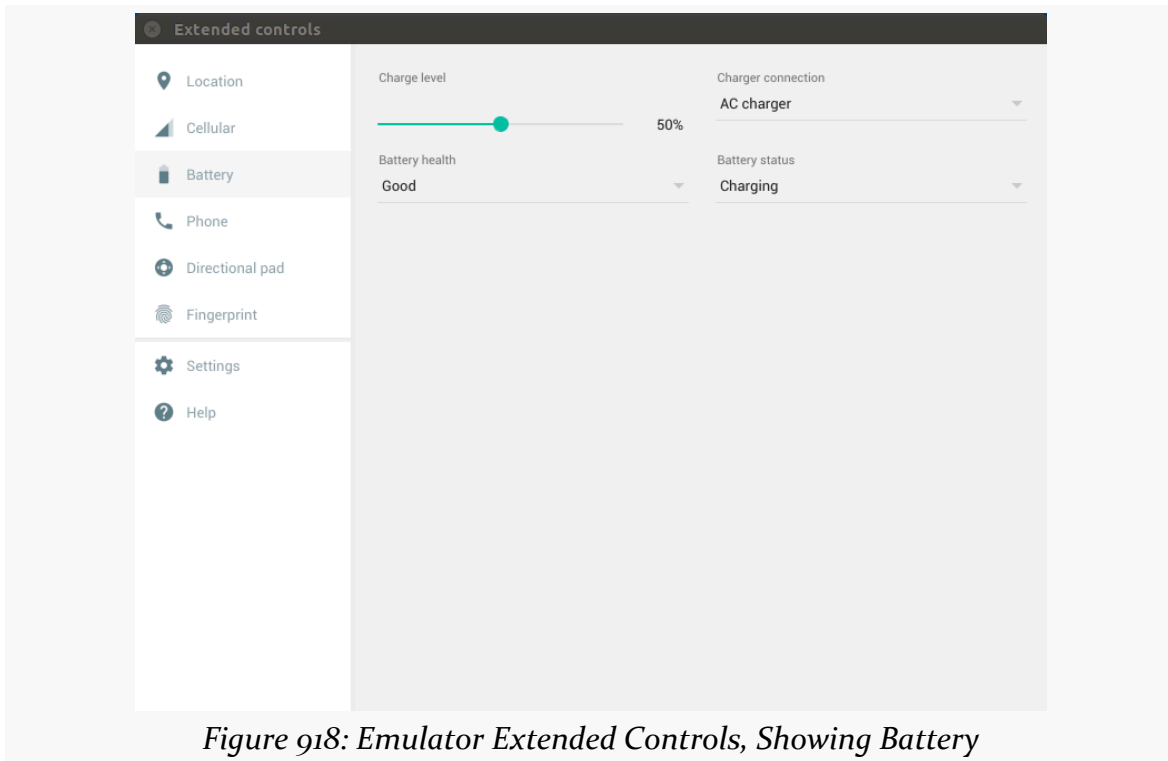 Extended controls
Location
Cellular
Battery
Phone
Directional pad
Fingerprint
Settings
Help
Charge level
50%
Battery health
Good
Charger connection
AC charger
Battery status
Charging
Figure 918: Emulator Extended Controls, Showing Battery